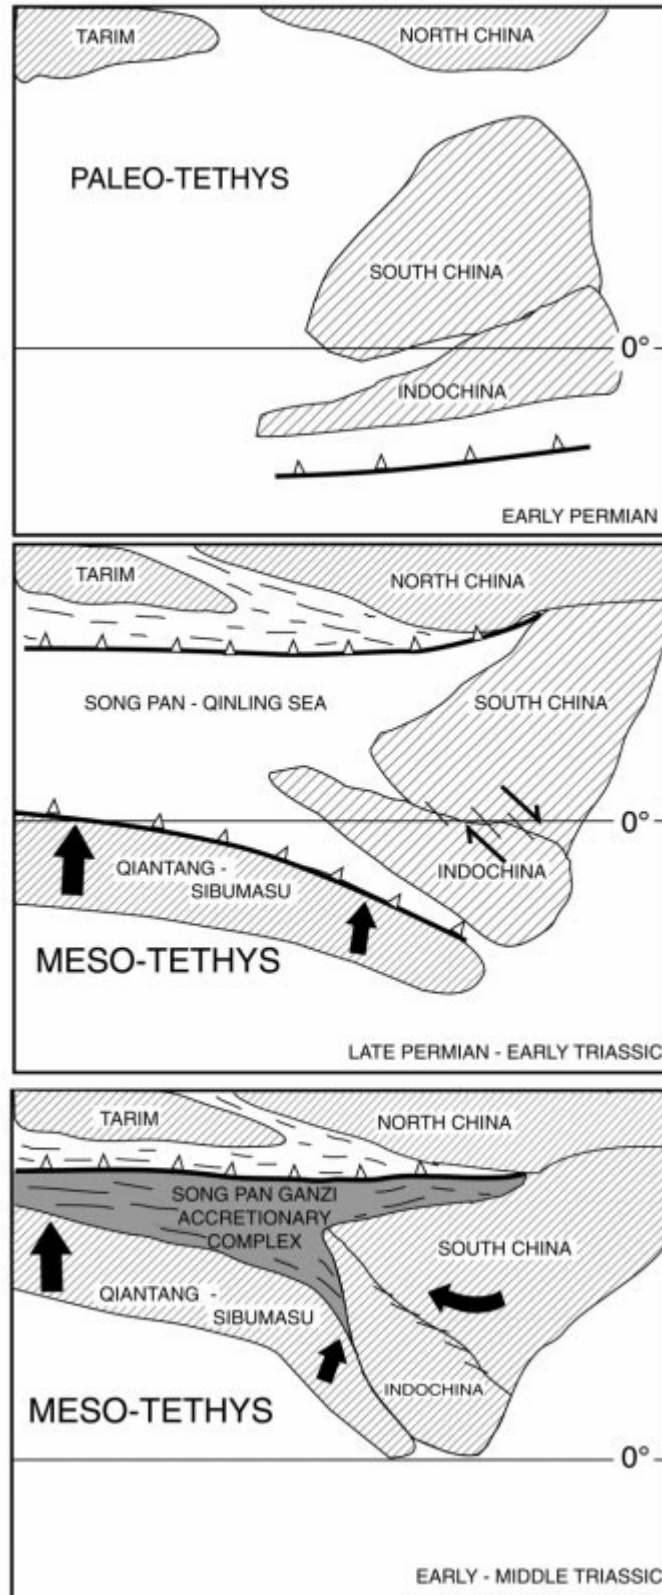 TARIM
NORTH CHINA
PALEO-TETHYS
SOUTH CHINA
0°
INDOCHINA
EARLY PERMIAN
TARIM
NORTH CHINA
SONG PAN - QINLING SEA
SOUTH CHINA
0°
QIANTANG -
SIBUMASU
INDOCHINA
MESO-TETHYS
LATE PERMIAN - EARLY TRIASSIC
TARIM
NORTH CHINA
SONG PAN GANZI
ACCRETIONARY
COMPLEX
SOUTH CHINA
QIANTANG -
SIBUMASU
INDOCHINA
MESO-TETHYS
0°
EARLY - MIDDLE TRIASSIC